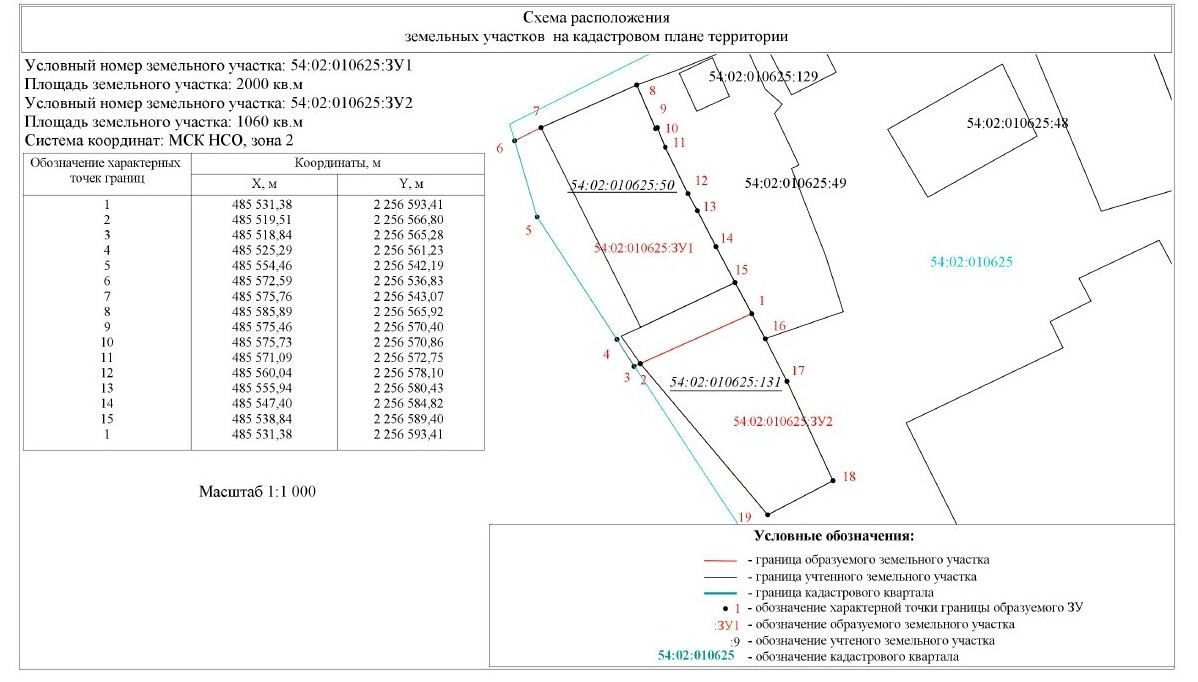 Схема расположения
земельных участков на кадастровом плане территории
Условный номер земельного участка: 54:02:010625:ЗУ1
Площадь земельного участка: 2000 кв.м
Условный номер земельного участка: 54:02:010625:ЗУ2
Площадь земельного участка: 1060 кв.м
Система координат: МСК НСО, зона 2
Обозначение характерных
точек границ
Координаты, м
X, м
Y, м
1 485 531,38 2 256 593,41
2 485 519,51 2 256 566,80
3 485 518,84 2 256 565,28
4 485 525,29 2 256 561,23
5 485 554,46 2 256 542,19
6 485 572,59 2 256 536,83
7 485 575,76 2 256 543,07
8 485 585,89 2 256 565,92
9 485 575,46 2 256 570,40
10 485 575,73 2 256 570,86
11 485 571,09 2 256 572,75
12 485 560,04 2 256 578,10
13 485 555,94 2 256 580,43
14 485 547,40 2 256 584,82
15 485 538,84 2 256 589,40
1 485 531,38 2 256 593,41
Масштаб 1:1 000
54:02:010625:129
8
7
9
54:02:010625:48
10
6
11
54:02:010625:50
12
54:02:010625:49
13
5
14
54:02:010625:ЗУ1
54:02:010625
15
1
16
4
17
3
2
54:02:010625:131
54:02:010625:ЗУ2
18
19
Условные обозначения:
- граница образуемого земельного участка
- граница учтенного земельного участка
- граница кадастрового квартала
1 - обозначение характерной точки границы образуемого ЗУ
:ЗУ1 - обозначение образуемого земельного участка
:9 - обозначение учтеного земельного участка
54:02:010625 - обозначение кадастрового квартала